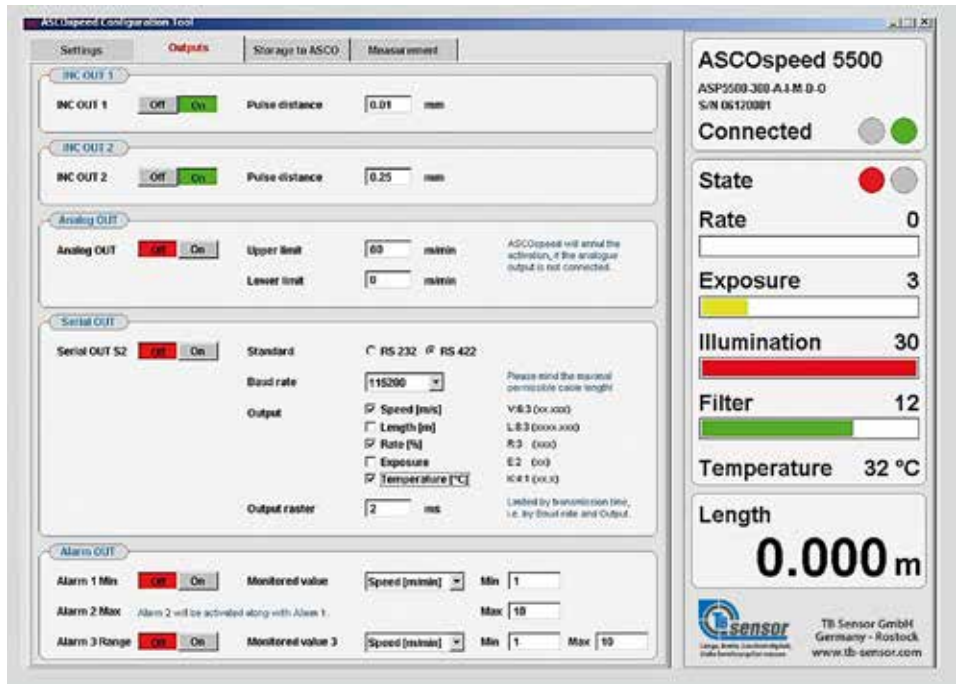 ASCOspeed Configuration Tool
Settings
Outputs
Storage to ASCO
Measurement
INC OUT 1
INC OUT 1 Off On Pulse distance 0.01 mm
INC OUT 2
INC OUT 2 Off On Pulse distance 0.25 mm
Analog OUT
Analog OUT Off On Upper limit 60 m/min
ASCOspeed will annul the
activation, if the analogue
output is not connected.
Lower limit 0 m/min
Serial OUT
Serial OUT S2 Off On Standard RS 232 RS 422
Baud rate 115200
Please mind the maximal
permissible cable length!
Output
Speed [m/s] V:6.3 (xx.xxx)
Length [m] L:8.3 (xxxx.xxx)
Rate [%] R:3 (xxx)
Exposure E:2 (xx)
Temperature [°C] K:4.1 (xx.x)
Output raster 2 ms
Limited by transmission time,
i.e. by Baud rate and Output.
Alarm OUT
Alarm 1 Min Off On Monitored value Speed [m/min] Min 1
Alarm 2 Max Alarm 2 will be activated along with Alarm 1. Max 10
Alarm 3 Range Off On Monitored value 3 Speed [m/min] Min 1 Max 10
ASCOspeed 5500
ASP5500-300-A-I-M-D-O
S/N 06120001
Connected
State
Rate 0
Exposure 3
Illumination 30
Filter 12
Temperature 32 °C
Length
0.000 m
TB
sensor
TB Sensor GmbH
Germany - Rostock
www.tb-sensor.com